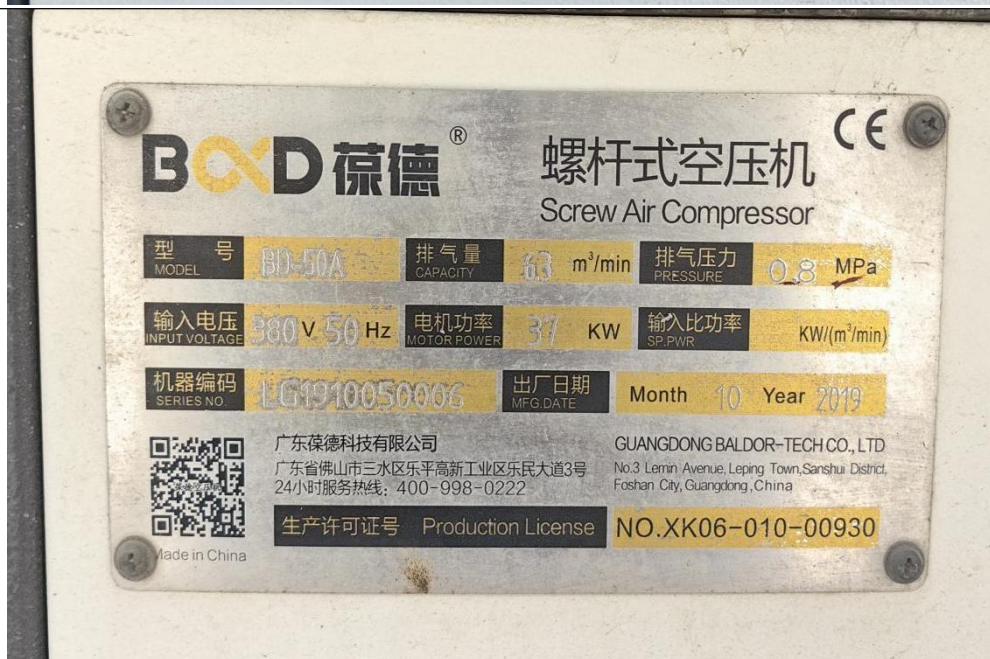 BOD葆德®
CE
螺杆式空压机
Screw Air Compressor
型号 MODEL BD-50A 排气量 CAPACITY 6.3 m³/min 排气压力 PRESSURE 0.8 MPa
输入电压 INPUT VOLTAGE 380 V 50 Hz 电机功率 MOTOR POWER 37 KW 输入比功率 SP.PWR KW/(m³/min)
机器编码 SERIES NO. LG1910050006 出厂日期 MFG.DATE Month 10 Year 2019
广东葆德科技有限公司
广东省佛山市三水区乐平高新工业区乐民大道3号
24小时服务热线：400-998-0222
GUANGDONG BALDOR-TECH CO., LTD
No.3 Lemin Avenue, Leping Town, Sanshui District,
Foshan City, Guangdong, China
生产许可证号 Production License NO.XK06-010-00930
Made in China